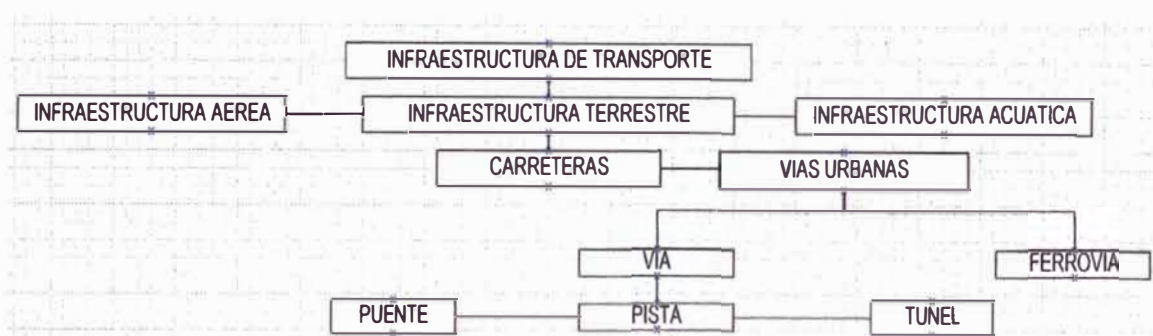 INFRAESTRUCTURA DE TRANSPORTE
INFRAESTRUCTURA AEREA
INFRAESTRUCTURA TERRESTRE
INFRAESTRUCTURA ACUATICA
CARRETERAS
VIAS URBANAS
VIA
FERROVIA
PUENTE
PISTA
TUNEL